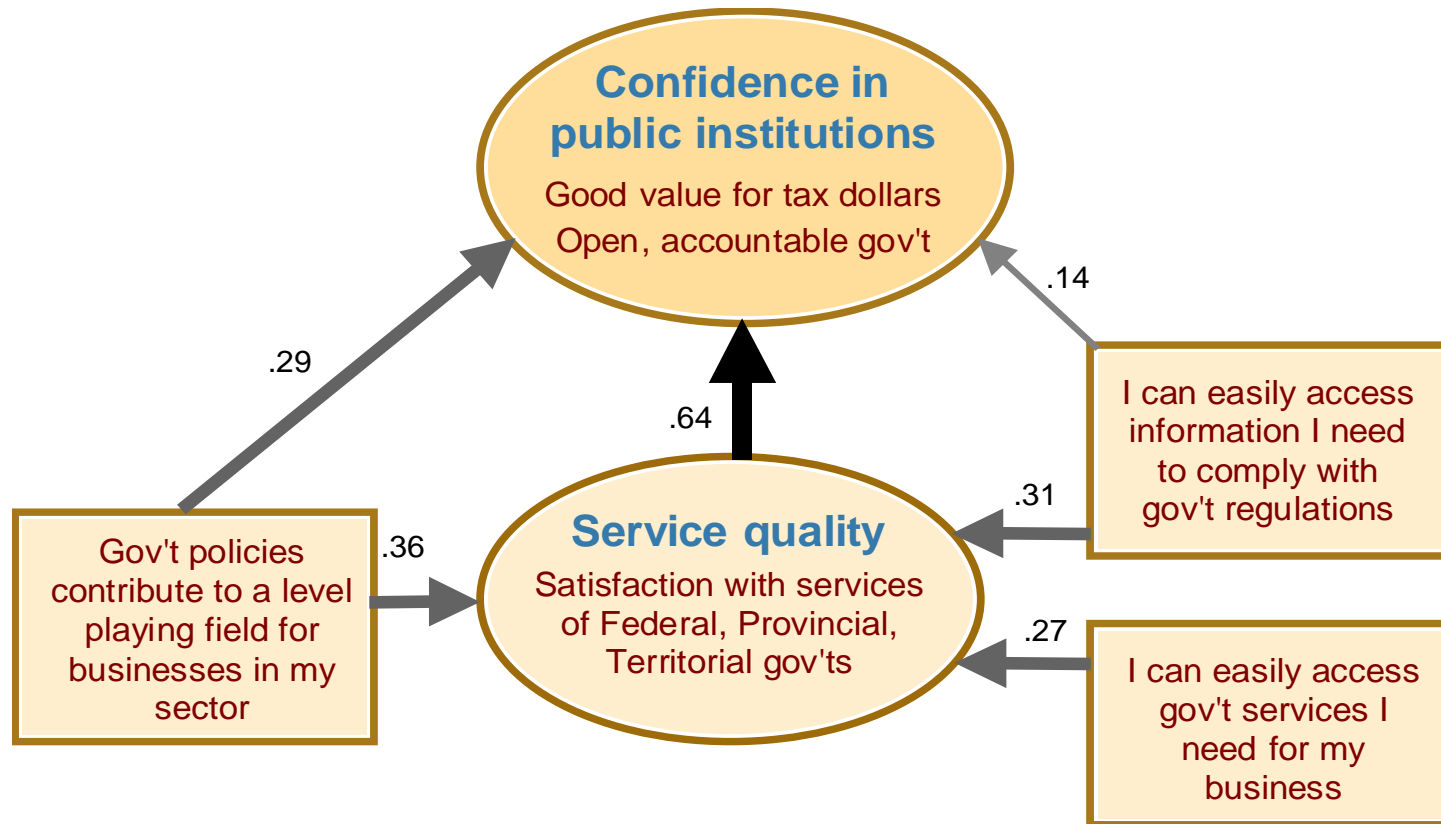 Confidence in
public institutions
Good value for tax dollars
Open, accountable gov't
.14
.29
.64
I can easily access
information I need
to comply with
gov't regulations
.31
.36
Service quality
Satisfaction with services
of Federal, Provincial,
Territorial gov'ts
Gov't policies
contribute to a level
playing field for
businesses in my
sector
.27
I can easily access
gov't services I
need for my
business